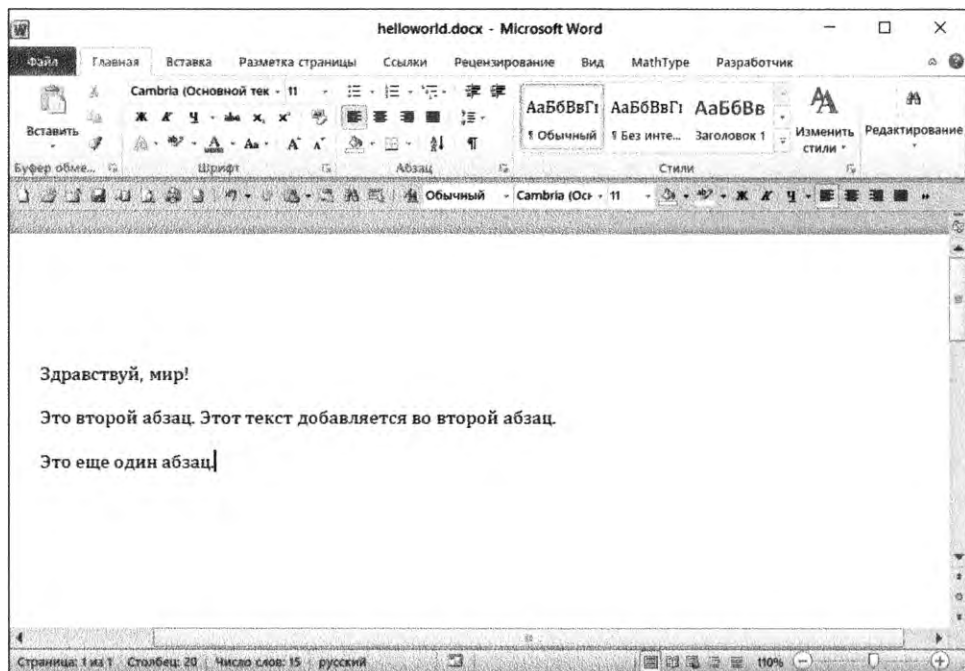 helloworld.docx - Microsoft Word
Файл Главная Вставка Разметка страницы Ссылки Рецензирование Вид MathType Разработчик
Cambria (Основной тек 11
АаБбВвГг АаБбВвГг АаБбВв
Вставить
Ж К Ч abc x, x'
¶ Обычный ¶ Без инте... Заголовок 1
Изменить стили
Редактирование
Буфер обме... Шрифт Абзац Стили
Обычный Cambria (Осн 11 Ж К Ч
Здравствуй, мир!
Это второй абзац. Этот текст добавляется во второй абзац.
Это еще один абзац.
Страница: 1 из 1 Столбец: 20 Число слов: 15 русский 110%